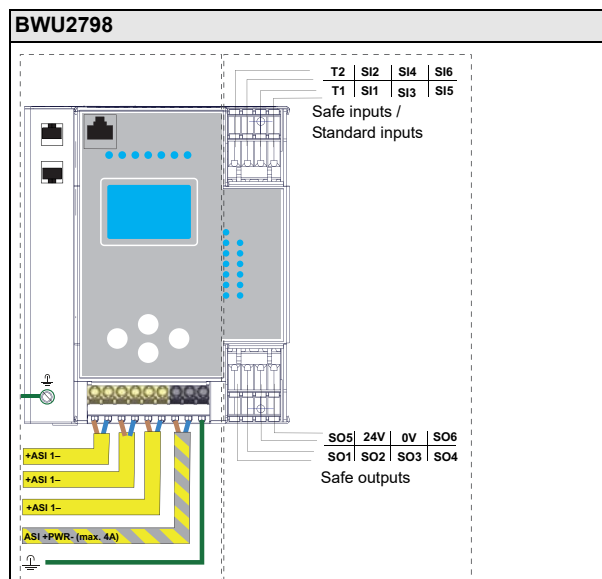 BWU2798
T2 SI2 SI4 SI6
T1 SI1 SI3 SI5
Safe inputs /
Standard inputs
SO5 24V 0V SO6
SO1 SO2 SO3 SO4
Safe outputs
+ASI 1–
+ASI 1–
+ASI 1–
ASI +PWR- (max. 4A)